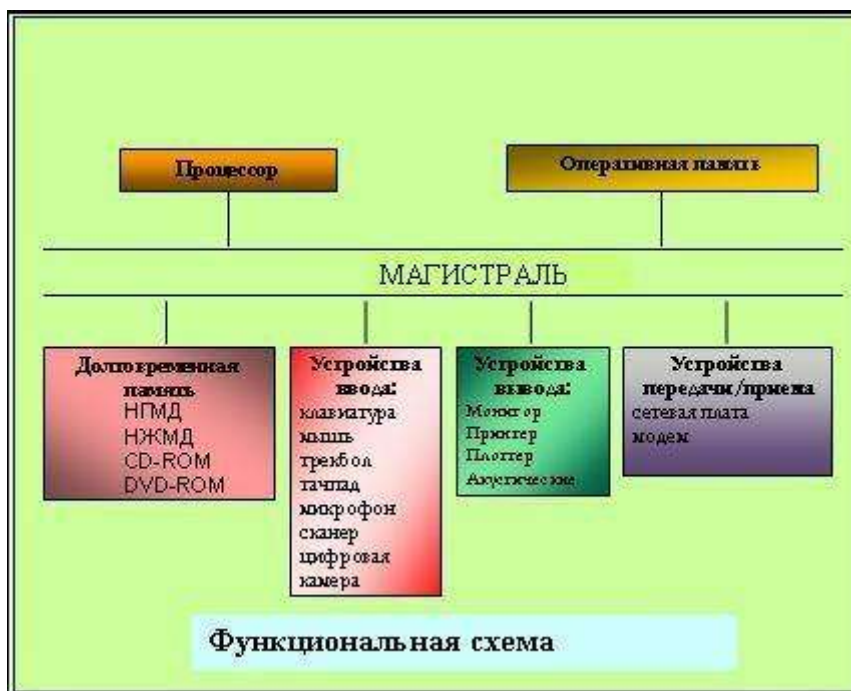 Процессор
Оперативная память
МАГИСТРАЛЬ
Долговременная
память
НГМД
НЖМД
CD-ROM
DVD-ROM
Устройства
ввода:
клавиатура
мышь
трекбол
тачпад
микрофон
сканер
цифровая
камера
Устройства
вывода:
Монитор
Принтер
Плоттер
Акустические
Устройства
передачи/приема
сетевая плата
модем
Функциональная схема